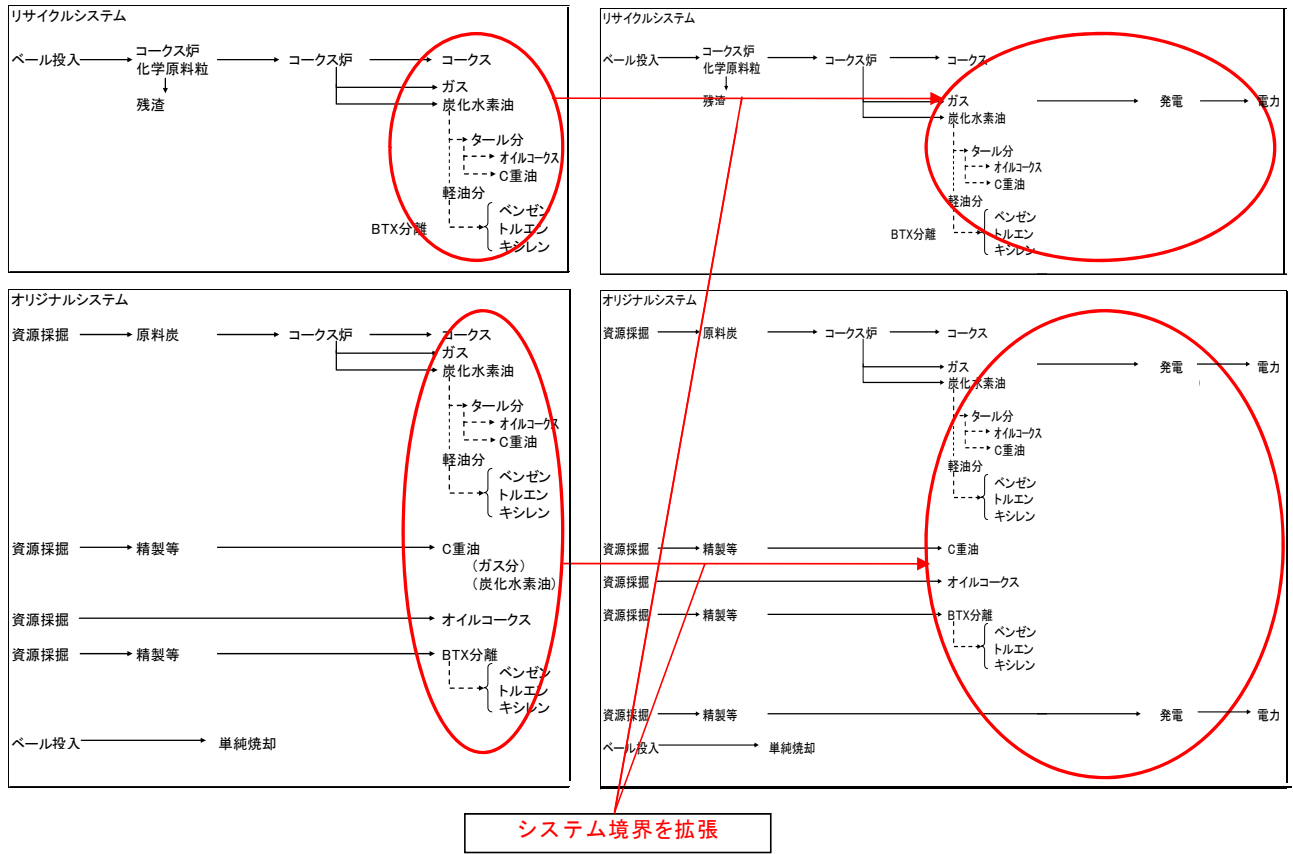 リサイクルシステム
ベール投入
コークス炉
化学原料粒
残渣
コークス炉
コークス
ガス
炭化水素油
タール分
オイルコークス
C重油
軽油分
BTX分離
ベンゼン
トルエン
キシレン
リサイクルシステム
ベール投入
コークス炉
化学原料粒
残渣
コークス炉
コークス
ガス
発電
電力
炭化水素油
タール分
オイルコークス
C重油
軽油分
BTX分離
ベンゼン
トルエン
キシレン
オリジナルシステム
資源採掘
原料炭
コークス炉
コークス
ガス
炭化水素油
タール分
オイルコークス
C重油
軽油分
ベンゼン
トルエン
キシレン
資源採掘
精製等
C重油
(ガス分)
(炭化水素油)
資源採掘
オイルコークス
資源採掘
精製等
BTX分離
ベンゼン
トルエン
キシレン
ベール投入
単純焼却
オリジナルシステム
資源採掘
原料炭
コークス炉
コークス
ガス
発電
電力
炭化水素油
タール分
オイルコークス
C重油
軽油分
ベンゼン
トルエン
キシレン
資源採掘
精製等
C重油
資源採掘
オイルコークス
資源採掘
精製等
BTX分離
ベンゼン
トルエン
キシレン
資源採掘
精製等
発電
電力
ベール投入
単純焼却
システム境界を拡張